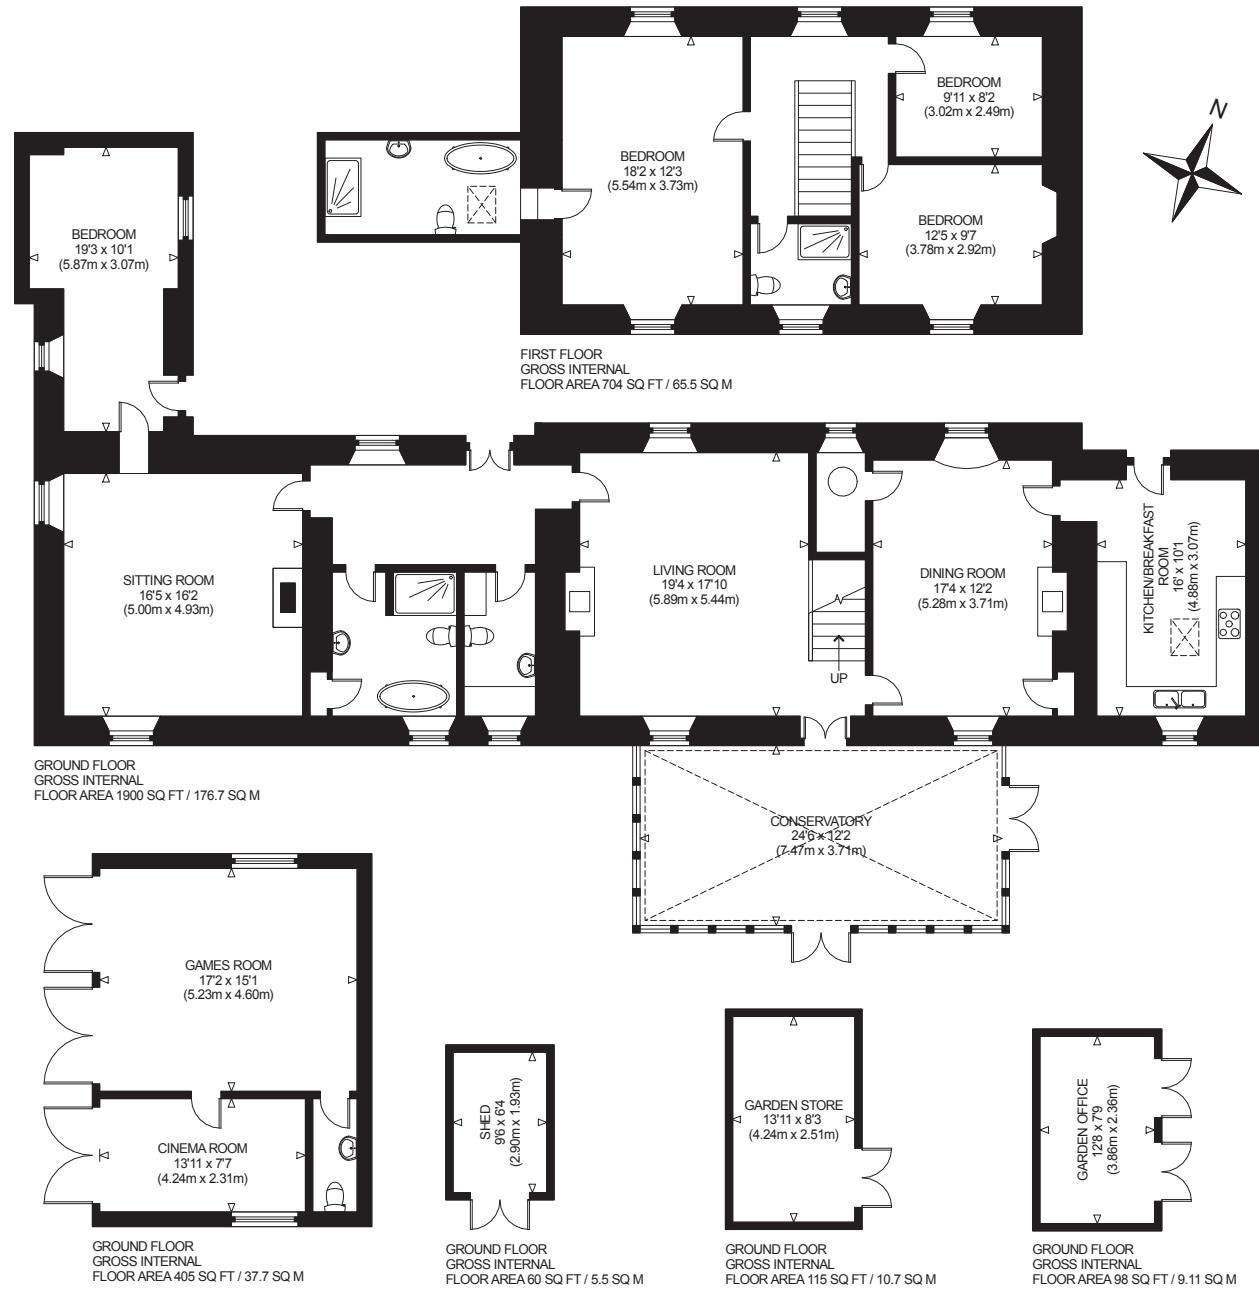 BEDROOM
9'11 x 8'2
(3.02m x 2.49m)
N
BEDROOM
18'2 x 12'3
(5.54m x 3.73m)
BEDROOM
12'5 x 9'7
(3.78m x 2.92m)
BEDROOM
19'3 x 10'1
(5.87m x 3.07m)
FIRST FLOOR
GROSS INTERNAL
FLOOR AREA 704 SQ FT / 65.5 SQ M
SITTING ROOM
16'5 x 16'2
(5.00m x 4.93m)
LIVING ROOM
19'4 x 17'10
(5.89m x 5.44m)
UP
DINING ROOM
17'4 x 12'2
(5.28m x 3.71m)
KITCHEN/BREAKFAST
ROOM
16' x 10'1
(4.88m x 3.07m)
GROUND FLOOR
GROSS INTERNAL
FLOOR AREA 1900 SQ FT / 176.7 SQ M
CONSERVATORY
24'6 x 12'2
(7.47m x 3.71m)
GAMES ROOM
17'2 x 15'1
(5.23m x 4.60m)
CINEMA ROOM
13'11 x 7'7
(4.24m x 2.31m)
GROUND FLOOR
GROSS INTERNAL
FLOOR AREA 405 SQ FT / 37.7 SQ M
SHED
9'6 x 6'4
(2.90m x 1.93m)
GROUND FLOOR
GROSS INTERNAL
FLOOR AREA 60 SQ FT / 5.5 SQ M
GARDEN STORE
13'11 x 8'3
(4.24m x 2.51m)
GROUND FLOOR
GROSS INTERNAL
FLOOR AREA 115 SQ FT / 10.7 SQ M
GARDEN OFFICE
12'8 x 7'9
(3.86m x 2.36m)
GROUND FLOOR
GROSS INTERNAL
FLOOR AREA 98 SQ FT / 9.11 SQ M